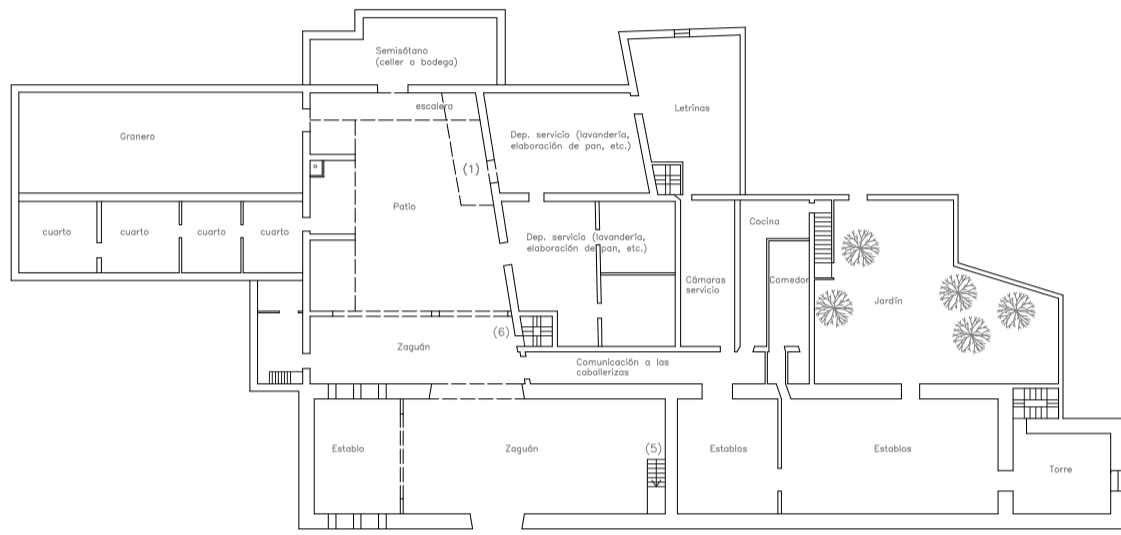 Semisótano
(celler o bodega)
escalera
Letrinas
Granero
Dep. servicio (lavandería,
elaboración de pan, etc.)
(1)
Patio
Cocina
cuarto
cuarto
cuarto
cuarto
Dep. servicio (lavandería,
elaboración de pan, etc.)
Cámaras
servicio
Comedor
Jardín
(6)
Zaguán
Comunicación a las
caballerizas
Establo
Zaguán
(5)
Establos
Establos
Torre